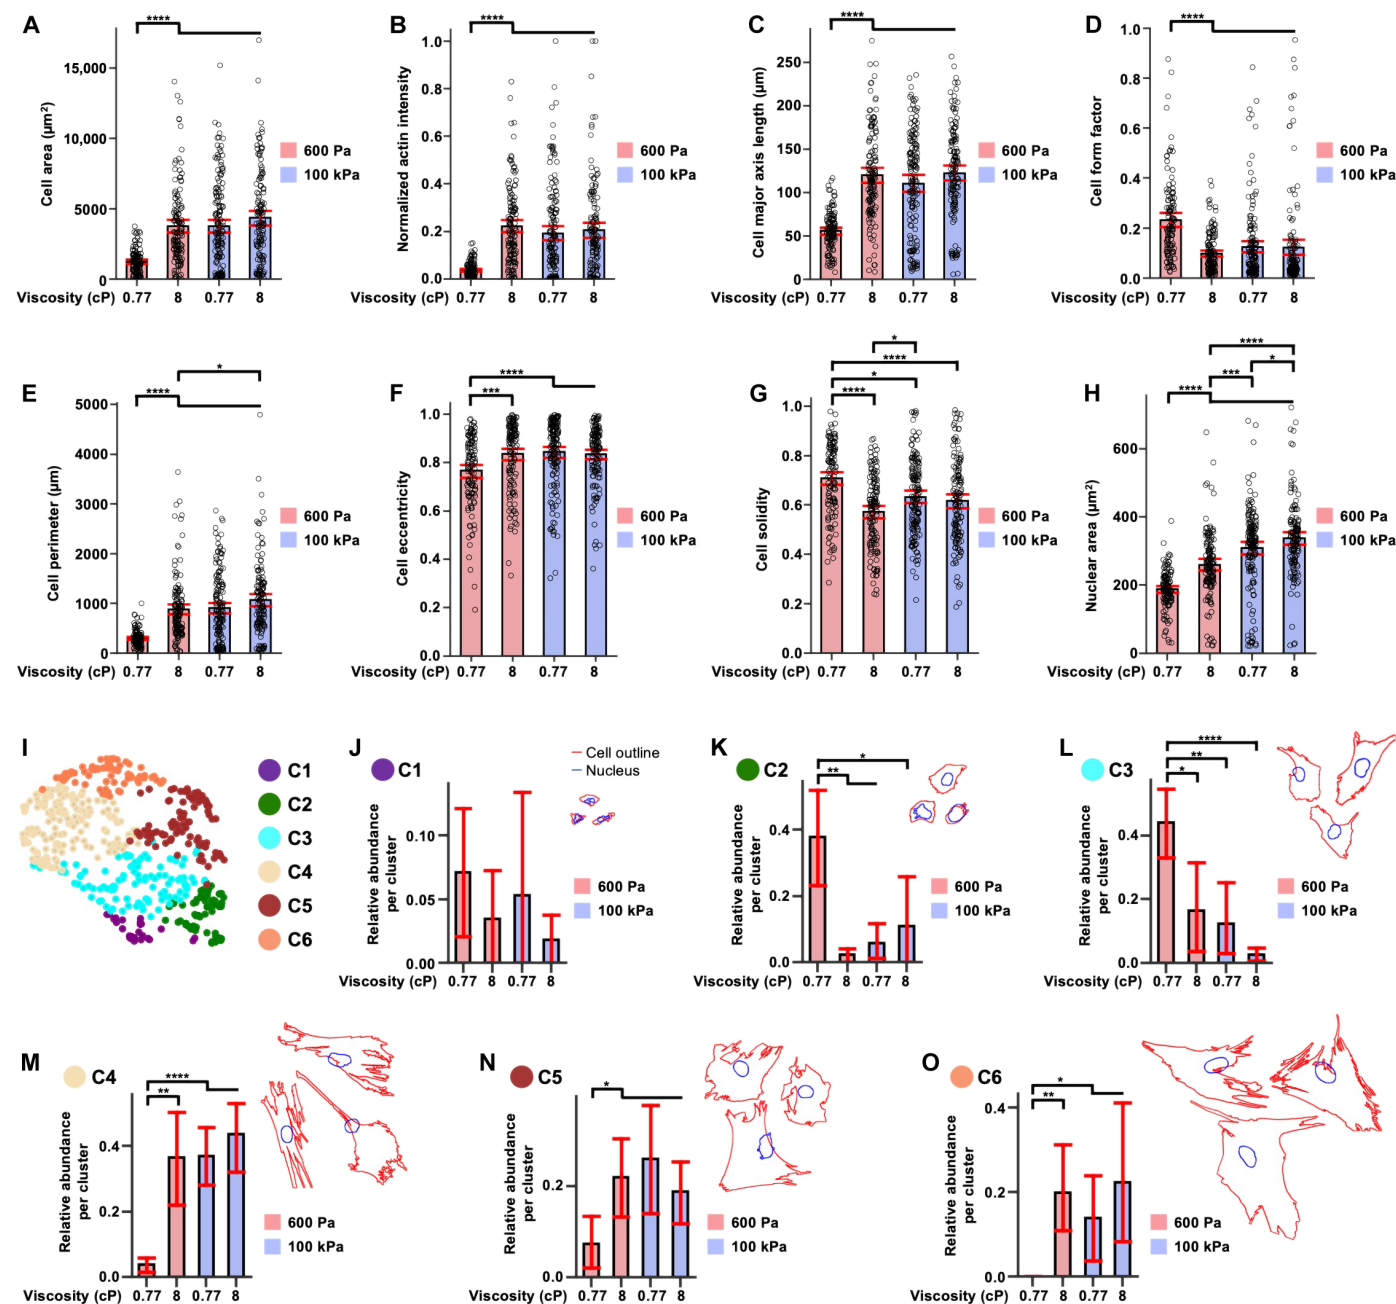 A
****
Cell area (µm²)
15,000
10,000
5000
0
Viscosity (cP) 0.77 8 0.77 8
600 Pa
100 kPa
B
****
Normalized actin intensity
1.0
0.8
0.6
0.4
0.2
0.0
Viscosity (cP) 0.77 8 0.77 8
600 Pa
100 kPa
C
****
Cell major axis length (µm)
250
200
150
100
50
0
Viscosity (cP) 0.77 8 0.77 8
600 Pa
100 kPa
D
****
Cell form factor
1.0
0.8
0.6
0.4
0.2
0.0
Viscosity (cP) 0.77 8 0.77 8
600 Pa
100 kPa
E
*
****
Cell perimeter (µm)
5000
4000
3000
2000
1000
0
Viscosity (cP) 0.77 8 0.77 8
600 Pa
100 kPa
F
****
***
Cell eccentricity
1.0
0.8
0.6
0.4
0.2
0.0
Viscosity (cP) 0.77 8 0.77 8
600 Pa
100 kPa
G
*
****
*
****
Cell solidity
1.0
0.8
0.6
0.4
0.2
0.0
Viscosity (cP) 0.77 8 0.77 8
600 Pa
100 kPa
H
****
*
***
****
Nuclear area (µm²)
600
400
200
0
Viscosity (cP) 0.77 8 0.77 8
600 Pa
100 kPa
I
C1
C2
C3
C4
C5
C6
J
C1
Cell outline
Nucleus
Relative abundance
per cluster
0.10
0.05
0.00
Viscosity (cP) 0.77 8 0.77 8
600 Pa
100 kPa
K
C2
*
**
Relative abundance
per cluster
0.4
0.2
0.0
Viscosity (cP) 0.77 8 0.77 8
600 Pa
100 kPa
L
C3
****
**
*
Relative abundance
per cluster
0.4
0.2
0.0
Viscosity (cP) 0.77 8 0.77 8
600 Pa
100 kPa
M
C4
****
**
Relative abundance
per cluster
0.4
0.2
0.0
Viscosity (cP) 0.77 8 0.77 8
600 Pa
100 kPa
N
C5
*
Relative abundance
per cluster
0.2
0.0
Viscosity (cP) 0.77 8 0.77 8
600 Pa
100 kPa
O
C6
*
**
Relative abundance
per cluster
0.4
0.2
0.0
Viscosity (cP) 0.77 8 0.77 8
600 Pa
100 kPa